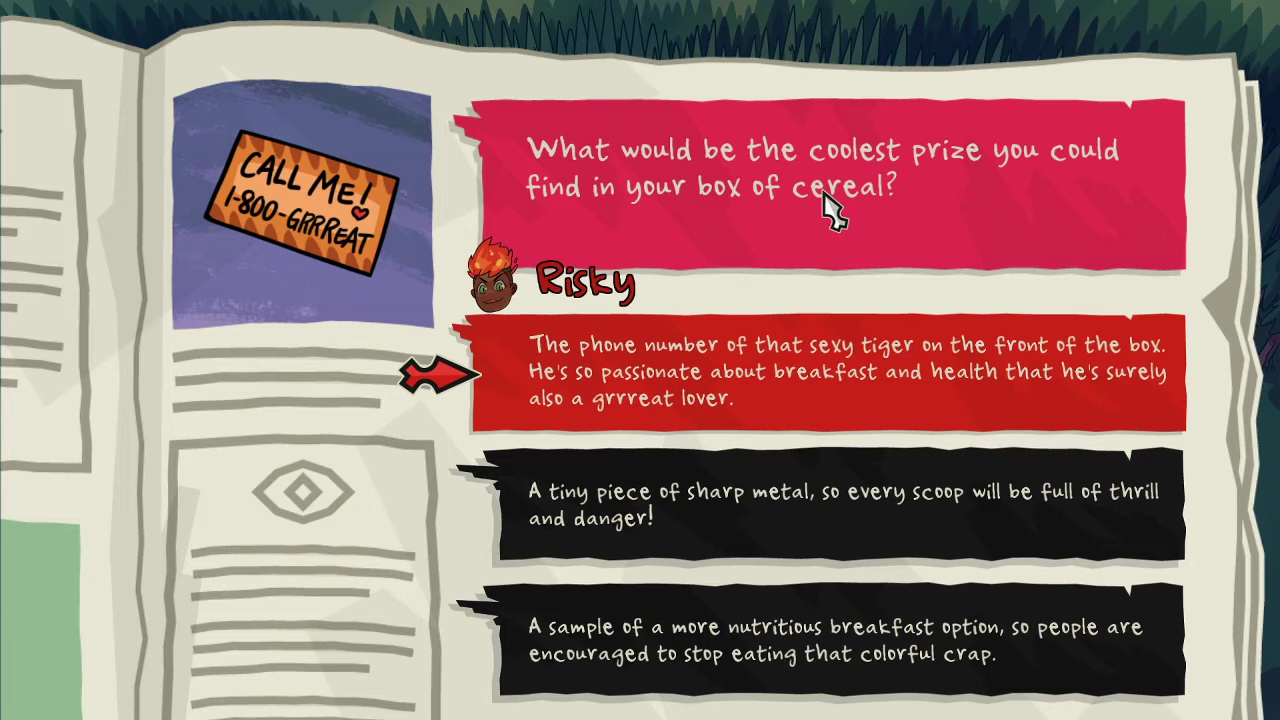 CALL ME!
1-800-GRRREAT
What would be the coolest prize you could
find in your box of cereal?
Risky
The phone number of that sexy tiger on the front of the box.
He's so passionate about breakfast and health that he's surely
also a grrreat lover.
A tiny piece of sharp metal, so every scoop will be full of thrill
and danger!
A sample of a more nutritious breakfast option, so people are
encouraged to stop eating that colorful crap.